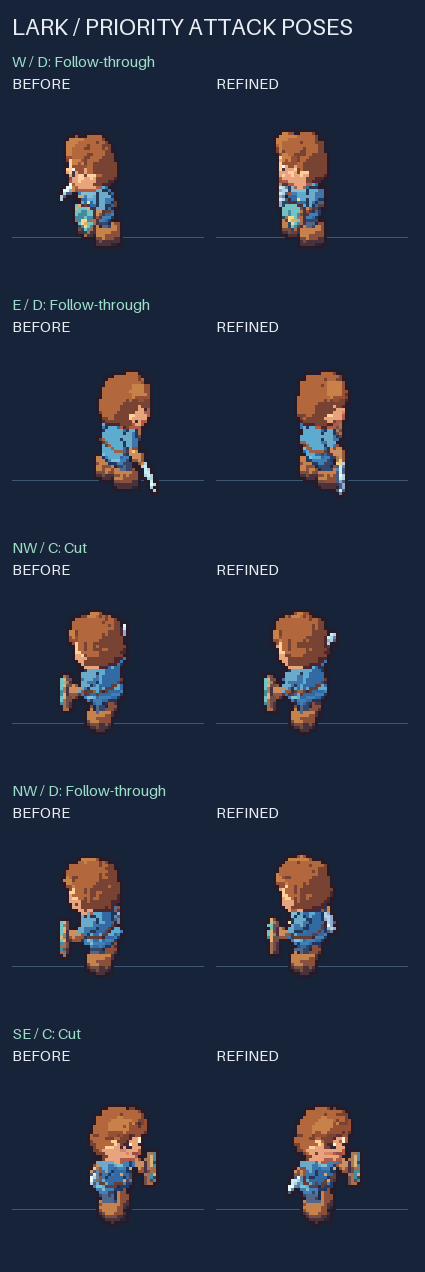 LARK / PRIORITY ATTACK POSES
W / D: Follow-through
BEFORE
REFINED
E / D: Follow-through
BEFORE
REFINED
NW / C: Cut
BEFORE
REFINED
NW / D: Follow-through
BEFORE
REFINED
SE / C: Cut
BEFORE
REFINED